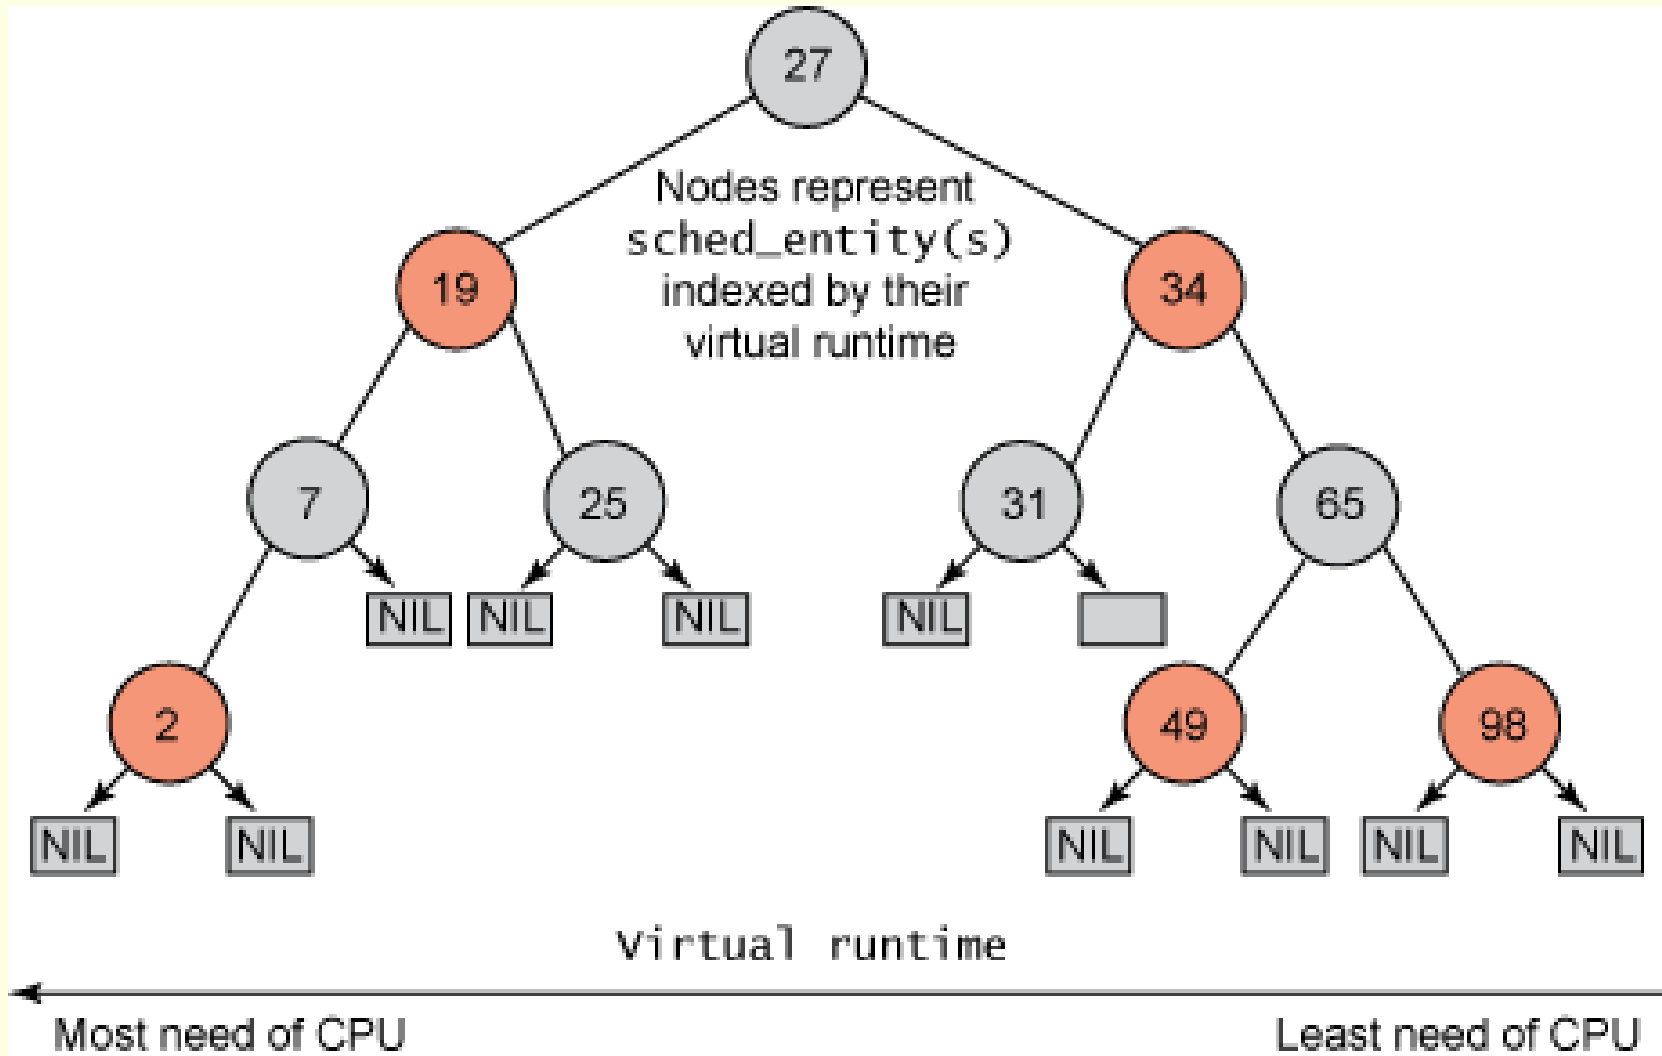 27
Nodes represent
sched_entity(s)
indexed by their
virtual runtime
19
34
7
25
31
65
NIL
NIL
NIL
NIL
2
49
98
NIL
NIL
NIL
NIL
NIL
NIL
Virtual runtime
Most need of CPU
Least need of CPU